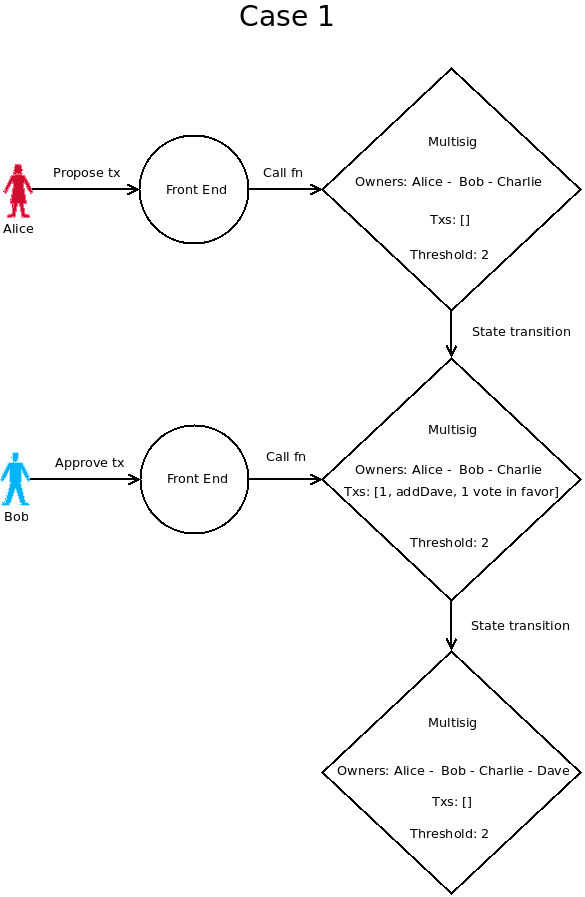 Case 1
Multisig
Propose tx
Call fn
Front End
Owners: Alice -  Bob - Charlie
Alice
Txs: []
Threshold: 2
State transition
Multisig
Approve tx
Call fn
Front End
Owners: Alice -  Bob - Charlie
Txs: [1, addDave, 1 vote in favor]
Bob
Threshold: 2
State transition
Multisig
Owners: Alice -  Bob - Charlie - Dave
Txs: []
Threshold: 2